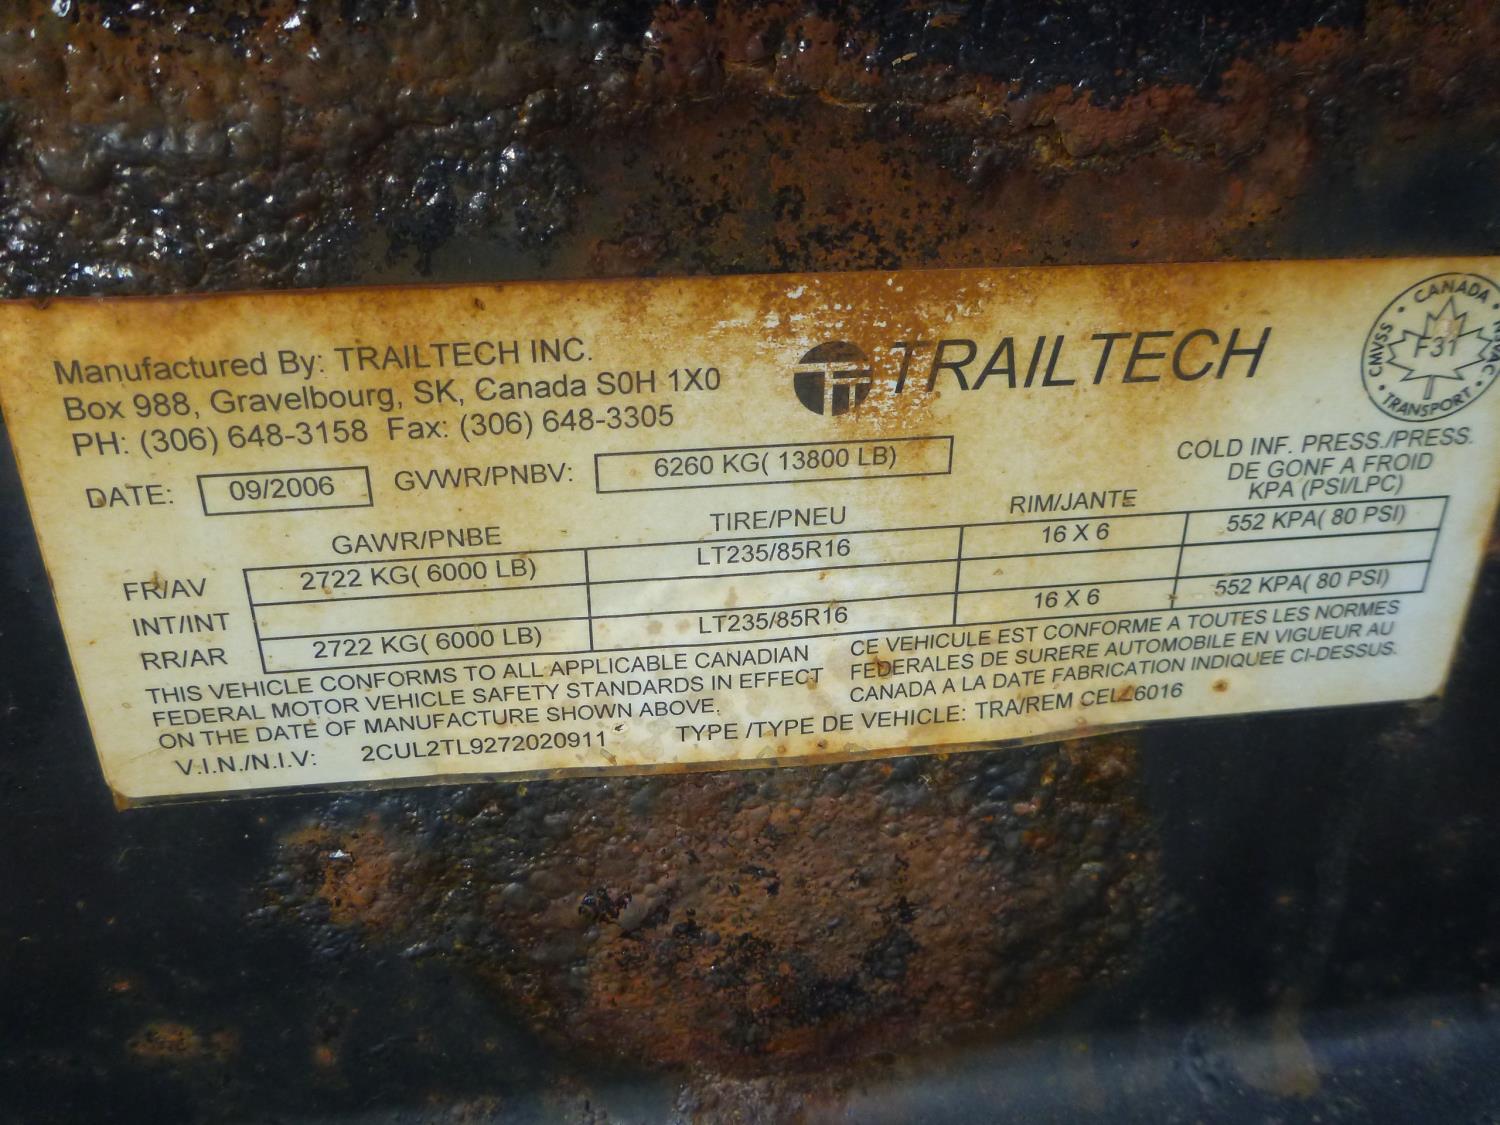 Manufactured By: TRAILTECH INC.
Box 988, Gravelbourg, SK, Canada S0H 1X0
PH: (306) 648-3158 Fax: (306) 648-3305
TRAILTECH
CANADA
CMVSS
F31
TRANSPORT
DATE: 09/2006 GVWR/PNBV: 6260 KG( 13800 LB)
COLD INF. PRESS./PRESS.
DE GONF A FROID
KPA (PSI/LPC)
GAWR/PNBE TIRE/PNEU RIM/JANTE
FR/AV 2722 KG( 6000 LB) LT235/85R16 16 X 6 552 KPA( 80 PSI)
INT/INT
RR/AR 2722 KG( 6000 LB) LT235/85R16 16 X 6 552 KPA( 80 PSI)
THIS VEHICLE CONFORMS TO ALL APPLICABLE CANADIAN
FEDERAL MOTOR VEHICLE SAFETY STANDARDS IN EFFECT
ON THE DATE OF MANUFACTURE SHOWN ABOVE.
CE VEHICULE EST CONFORME A TOUTES LES NORMES
FEDERALES DE SURERE AUTOMOBILE EN VIGUEUR AU
CANADA A LA DATE FABRICATION INDIQUEE CI-DESSUS.
V.I.N./N.I.V: 2CUL2TL9272020911 TYPE /TYPE DE VEHICLE: TRA/REM CELZ6016